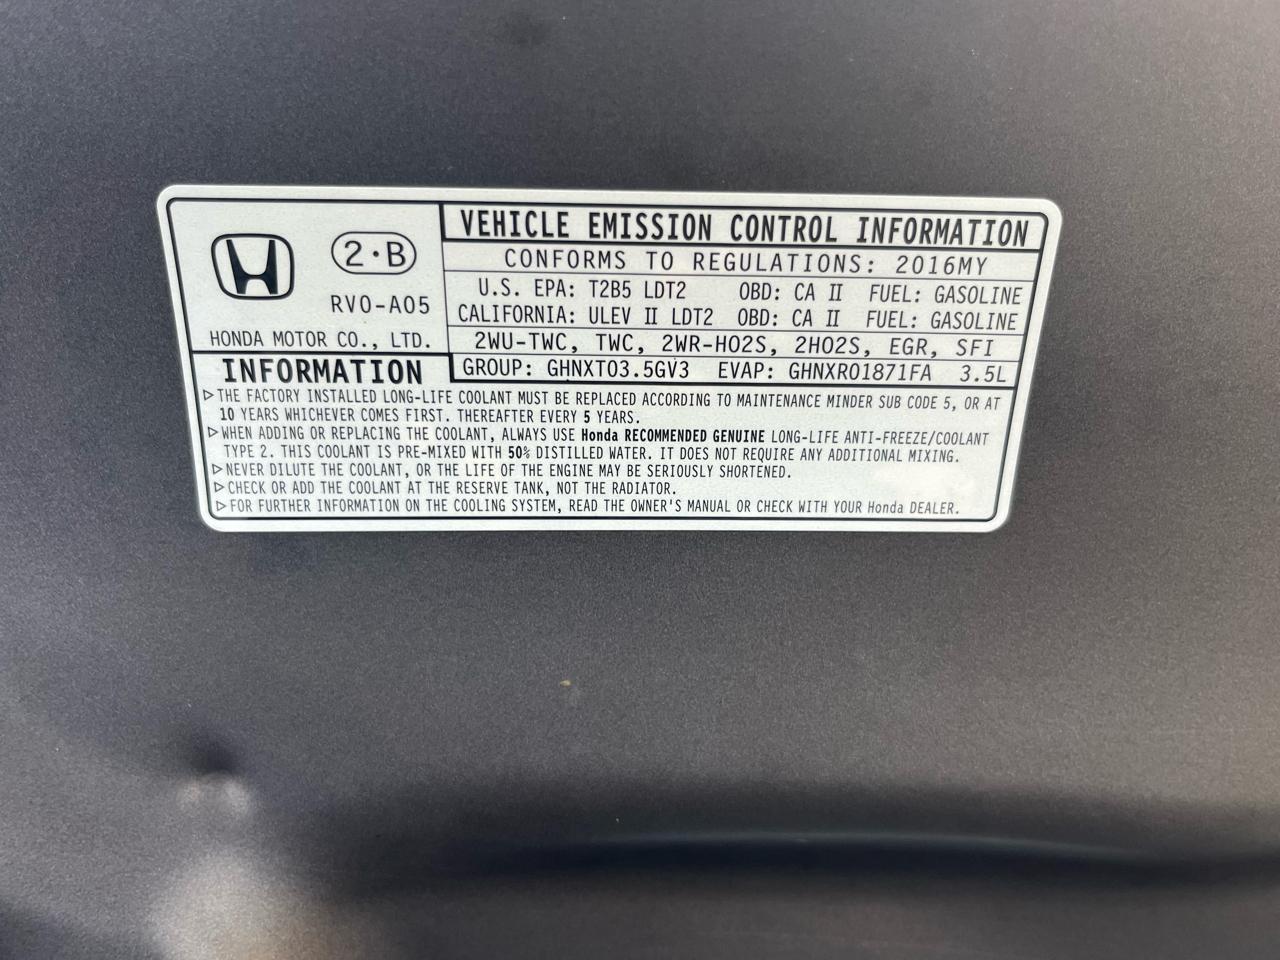 2·B
RV0-A05
HONDA MOTOR CO., LTD.
VEHICLE EMISSION CONTROL INFORMATION
CONFORMS TO REGULATIONS: 2016MY
U.S. EPA: T2B5 LDT2 OBD: CA II FUEL: GASOLINE
CALIFORNIA: ULEV II LDT2 OBD: CA II FUEL: GASOLINE
2WU-TWC, TWC, 2WR-HO2S, 2HO2S, EGR, SFI
GROUP: GHNXT03.5GV3 EVAP: GHNXR01871FA 3.5L
INFORMATION
▷THE FACTORY INSTALLED LONG-LIFE COOLANT MUST BE REPLACED ACCORDING TO MAINTENANCE MINDER SUB CODE 5, OR AT
10 YEARS WHICHEVER COMES FIRST. THEREAFTER EVERY 5 YEARS.
▷WHEN ADDING OR REPLACING THE COOLANT, ALWAYS USE Honda RECOMMENDED GENUINE LONG-LIFE ANTI-FREEZE/COOLANT
TYPE 2. THIS COOLANT IS PRE-MIXED WITH 50% DISTILLED WATER. IT DOES NOT REQUIRE ANY ADDITIONAL MIXING.
▷NEVER DILUTE THE COOLANT, OR THE LIFE OF THE ENGINE MAY BE SERIOUSLY SHORTENED.
▷CHECK OR ADD THE COOLANT AT THE RESERVE TANK, NOT THE RADIATOR.
▷FOR FURTHER INFORMATION ON THE COOLING SYSTEM, READ THE OWNER'S MANUAL OR CHECK WITH YOUR Honda DEALER.